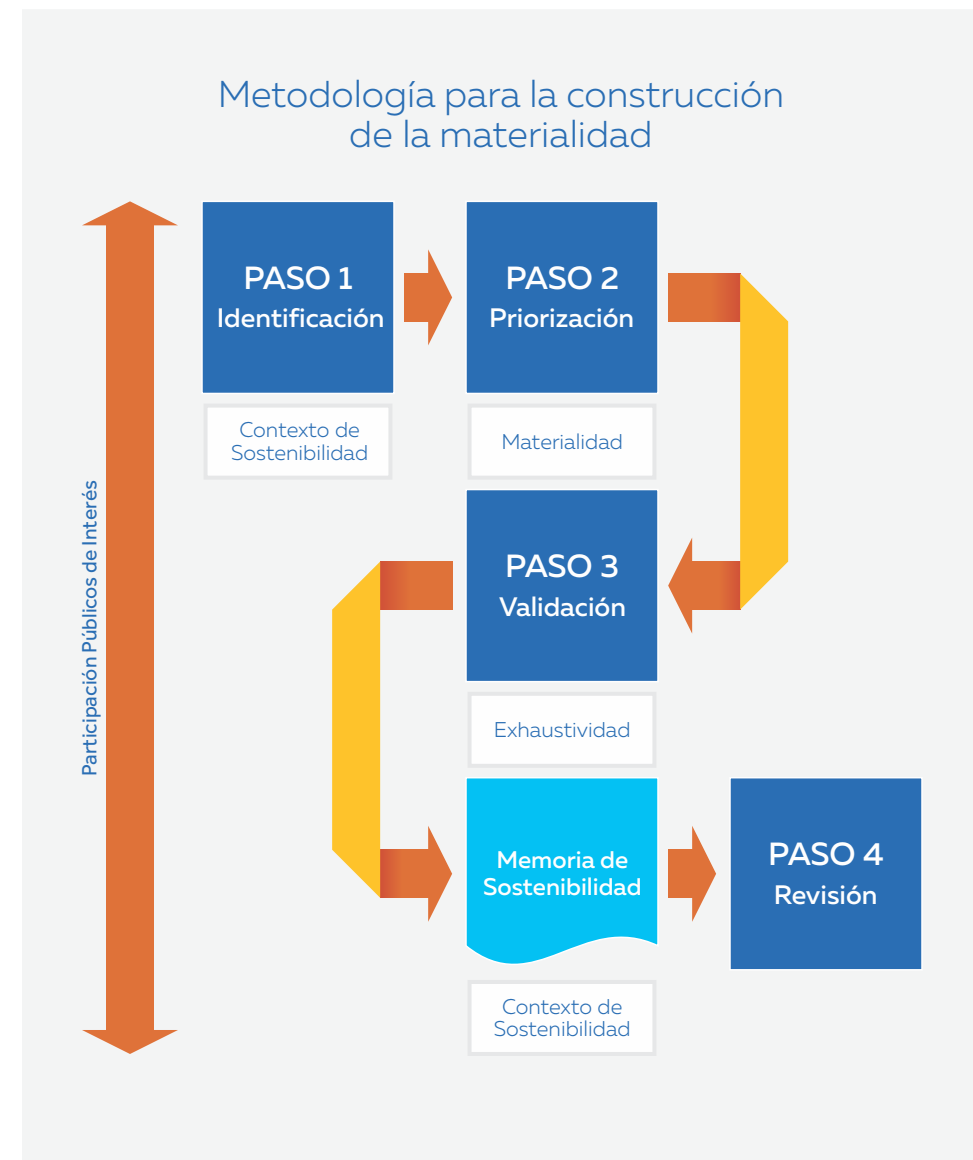 Metodología para la construcción
de la materialidad
Participación Públicos de Interés
PASO 1
Identificación
Contexto de
Sostenibilidad
PASO 2
Priorización
Materialidad
PASO 3
Validación
Exhaustividad
Memoria de
Sostenibilidad
Contexto de
Sostenibilidad
PASO 4
Revisión